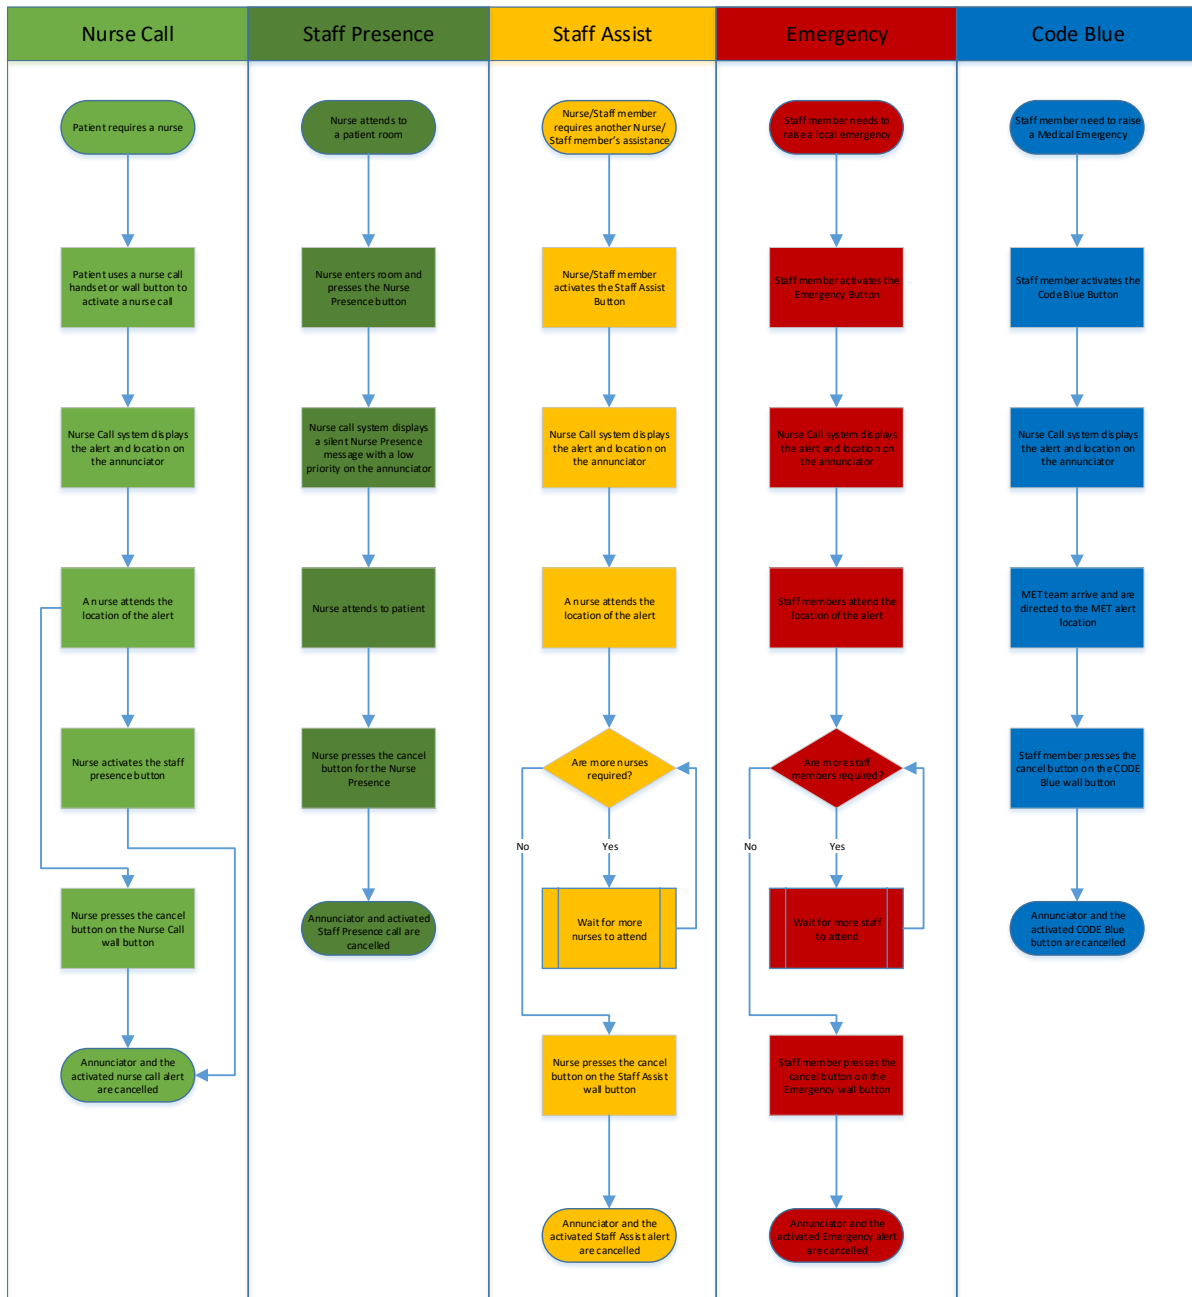 Nurse Call
Staff Presence
Staff Assist
Emergency
Code Blue
Patient requires a nurse
Patient uses a nurse call
handset or wall button to
activate a nurse call
Nurse Call system displays
the alert and location on
the annunciator
A nurse attends the
location of the alert
Nurse activates the staff
presence button
Nurse presses the cancel
button on the Nurse Call
wall button
Annunciator and the
activated nurse call alert
are cancelled
Nurse attends to
a patient room
Nurse enters room and
presses the Nurse
Presence button
Nurse call system displays
a silent Nurse Presence
message with a low
priority on the annunciator
Nurse attends to patient
Nurse presses the cancel
button for the Nurse
Presence
Annunciator and activated
Staff Presence call are
cancelled
Nurse/Staff member
requires another Nurse/
Staff member's assistance
Nurse/Staff member
activates the Staff Assist
Button
Nurse Call system displays
the alert and location on
the annunciator
A nurse attends the
location of the alert
Are more nurses
required?
No
Yes
Wait for more
nurses to attend
Nurse presses the cancel
button on the Staff Assist
wall button
Annunciator and the
activated Staff Assist alert
are cancelled
Staff member needs to
raise a local emergency
Staff member activates the
Emergency Button
Nurse Call system displays
the alert and location on
the annunciator
Staff members attend the
location of the alert
Are more staff
members required?
No
Yes
Wait for more staff
to attend
Staff member presses the
cancel button on the
Emergency wall button
Annunciator and the
activated Emergency alert
are cancelled
Staff member need to raise
a Medical Emergency
Staff member activates the
Code Blue Button
Nurse Call system displays
the alert and location on
the annunciator
MET team arrive and are
directed to the MET alert
location
Staff member presses the
cancel button on the CODE
Blue wall button
Annunciator and the
activated CODE Blue
button are cancelled